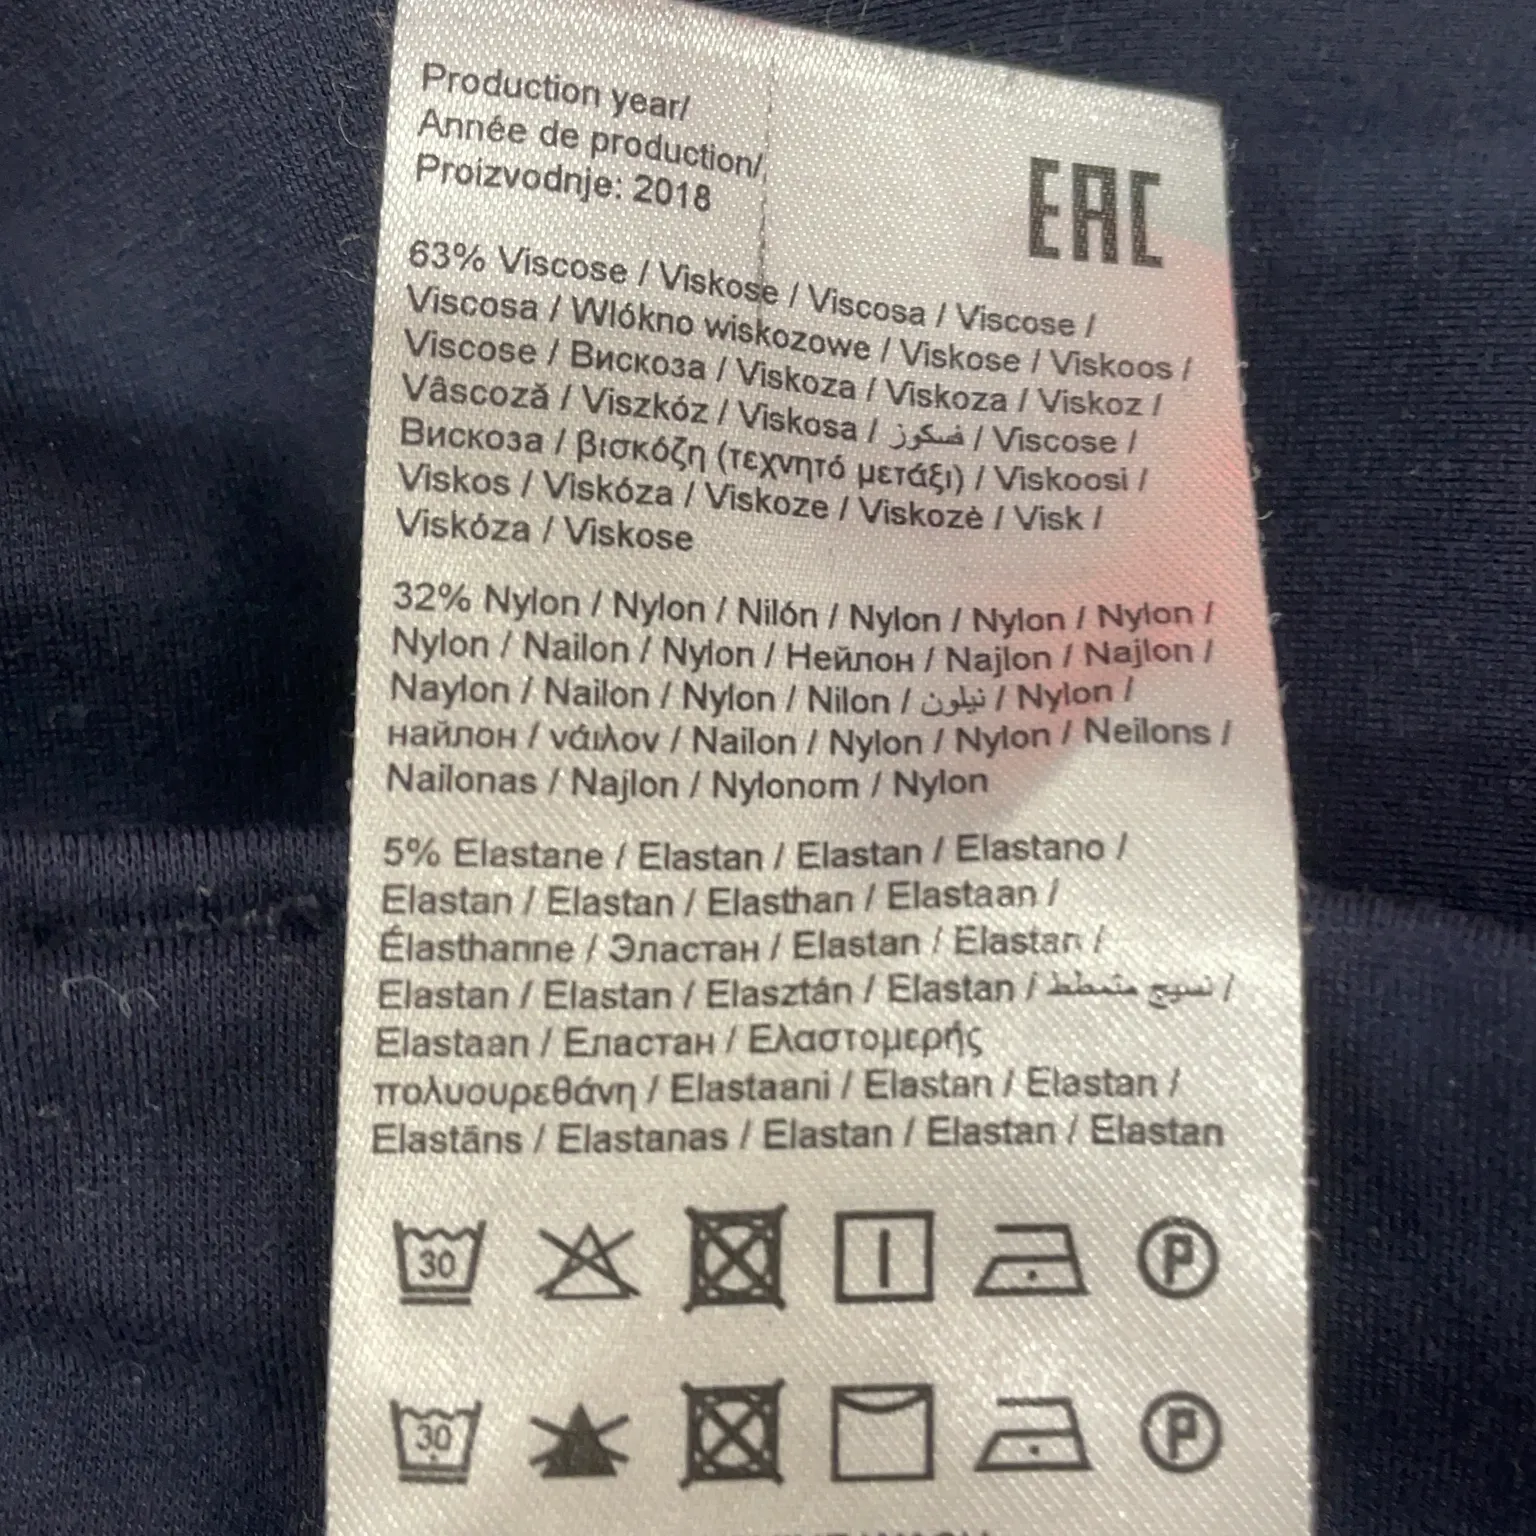 Production year/
Année de production/
Proizvodnje: 2018
EAC
63% Viscose / Viskose / Viscosa / Viscose /
Viscosa / Wlókno wiskozowe / Viskose / Viskoos /
Viscose / Вискоза / Viskoza / Viskoza / Viskoz /
Vâscoză / Viszkóz / Viskosa / فسكوز / Viscose /
Вискоза / βισκόζη (τεχνητό μετάξι) / Viskoosi /
Viskos / Viskóza / Viskoze / Viskozė / Visk /
Viskóza / Viskose
32% Nylon / Nylon / Nilón / Nylon / Nylon / Nylon /
Nylon / Nailon / Nylon / Нейлон / Najlon / Najlon /
Naylon / Nailon / Nylon / Nilon / نيلون / Nylon /
найлон / νάιλον / Nailon / Nylon / Nylon / Neilons /
Nailonas / Najlon / Nylonom / Nylon
5% Elastane / Elastan / Elastan / Elastano /
Elastan / Elastan / Elasthan / Elastaan /
Élasthanne / Эластан / Elastan / Elastan /
Elastan / Elastan / Elasztán / Elastan / نسيج متمطط /
Elastaan / Еластан / Ελαστομερής
πολυουρεθάνη / Elastaani / Elastan / Elastan /
Elastāns / Elastanas / Elastan / Elastan / Elastan
30 P
30 P